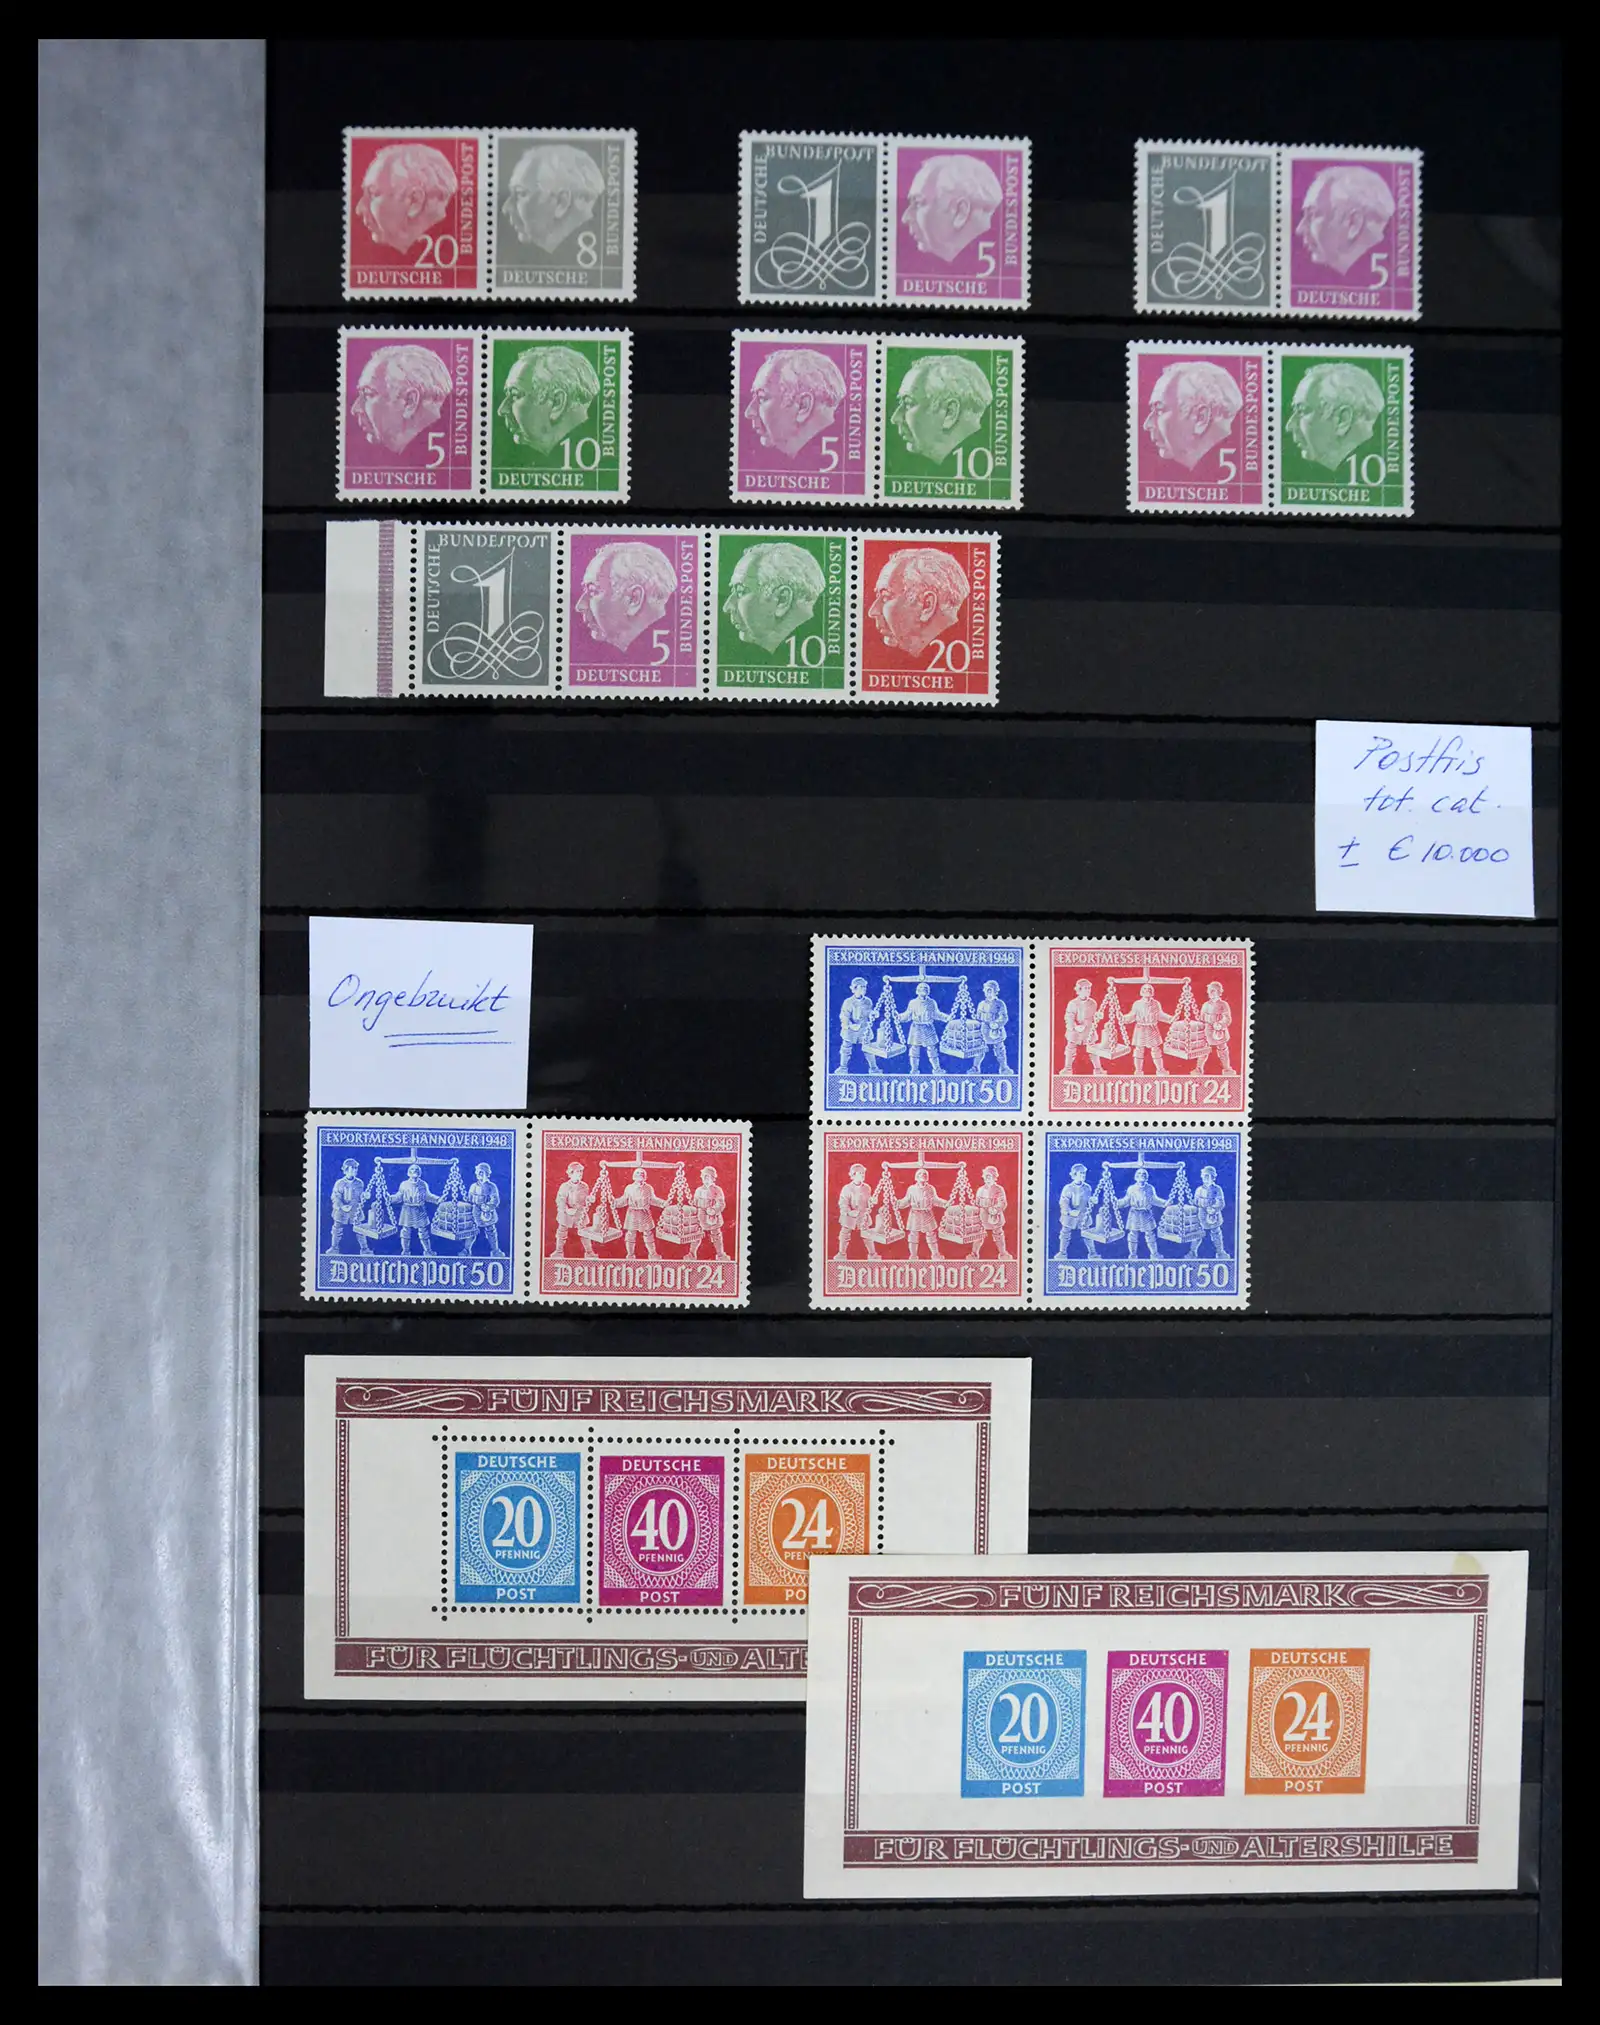 20 DEUTSCHE BUNDESPOST 8 DEUTSCHE BUNDESPOST
DEUTSCHE BUNDESPOST 1 5 DEUTSCHE BUNDESPOST
DEUTSCHE BUNDESPOST 1 5 DEUTSCHE BUNDESPOST
5 DEUTSCHE BUNDESPOST 10 DEUTSCHE BUNDESPOST
5 DEUTSCHE BUNDESPOST 10 DEUTSCHE BUNDESPOST
5 DEUTSCHE BUNDESPOST 10 DEUTSCHE BUNDESPOST
DEUTSCHE BUNDESPOST 1 5 DEUTSCHE BUNDESPOST 10 DEUTSCHE BUNDESPOST 20 DEUTSCHE BUNDESPOST
Postfris
tot. cat.
± € 10.000
Ongebruikt
EXPORTMESSE HANNOVER 1948 EXPORTMESSE HANNOVER 1948
Deutsche Post 50 Deutsche Post 24
EXPORTMESSE HANNOVER 1948 EXPORTMESSE HANNOVER 1948
Deutsche Post 24 Deutsche Post 50
EXPORTMESSE HANNOVER 1948 EXPORTMESSE HANNOVER 1948
Deutsche Post 50 Deutsche Post 24
FÜNF REICHSMARK
DEUTSCHE DEUTSCHE DEUTSCHE
20 40 24
PFENNIG PFENNIG PFENN
POST POST PO
FÜR FLÜCHTLINGS- UND ALTE
FÜNF REICHSMARK
DEUTSCHE DEUTSCHE DEUTSCHE
20 40 24
PFENNIG PFENNIG PFENNIG
POST POST POST
FÜR FLÜCHTLINGS- UND ALTERSHILFE